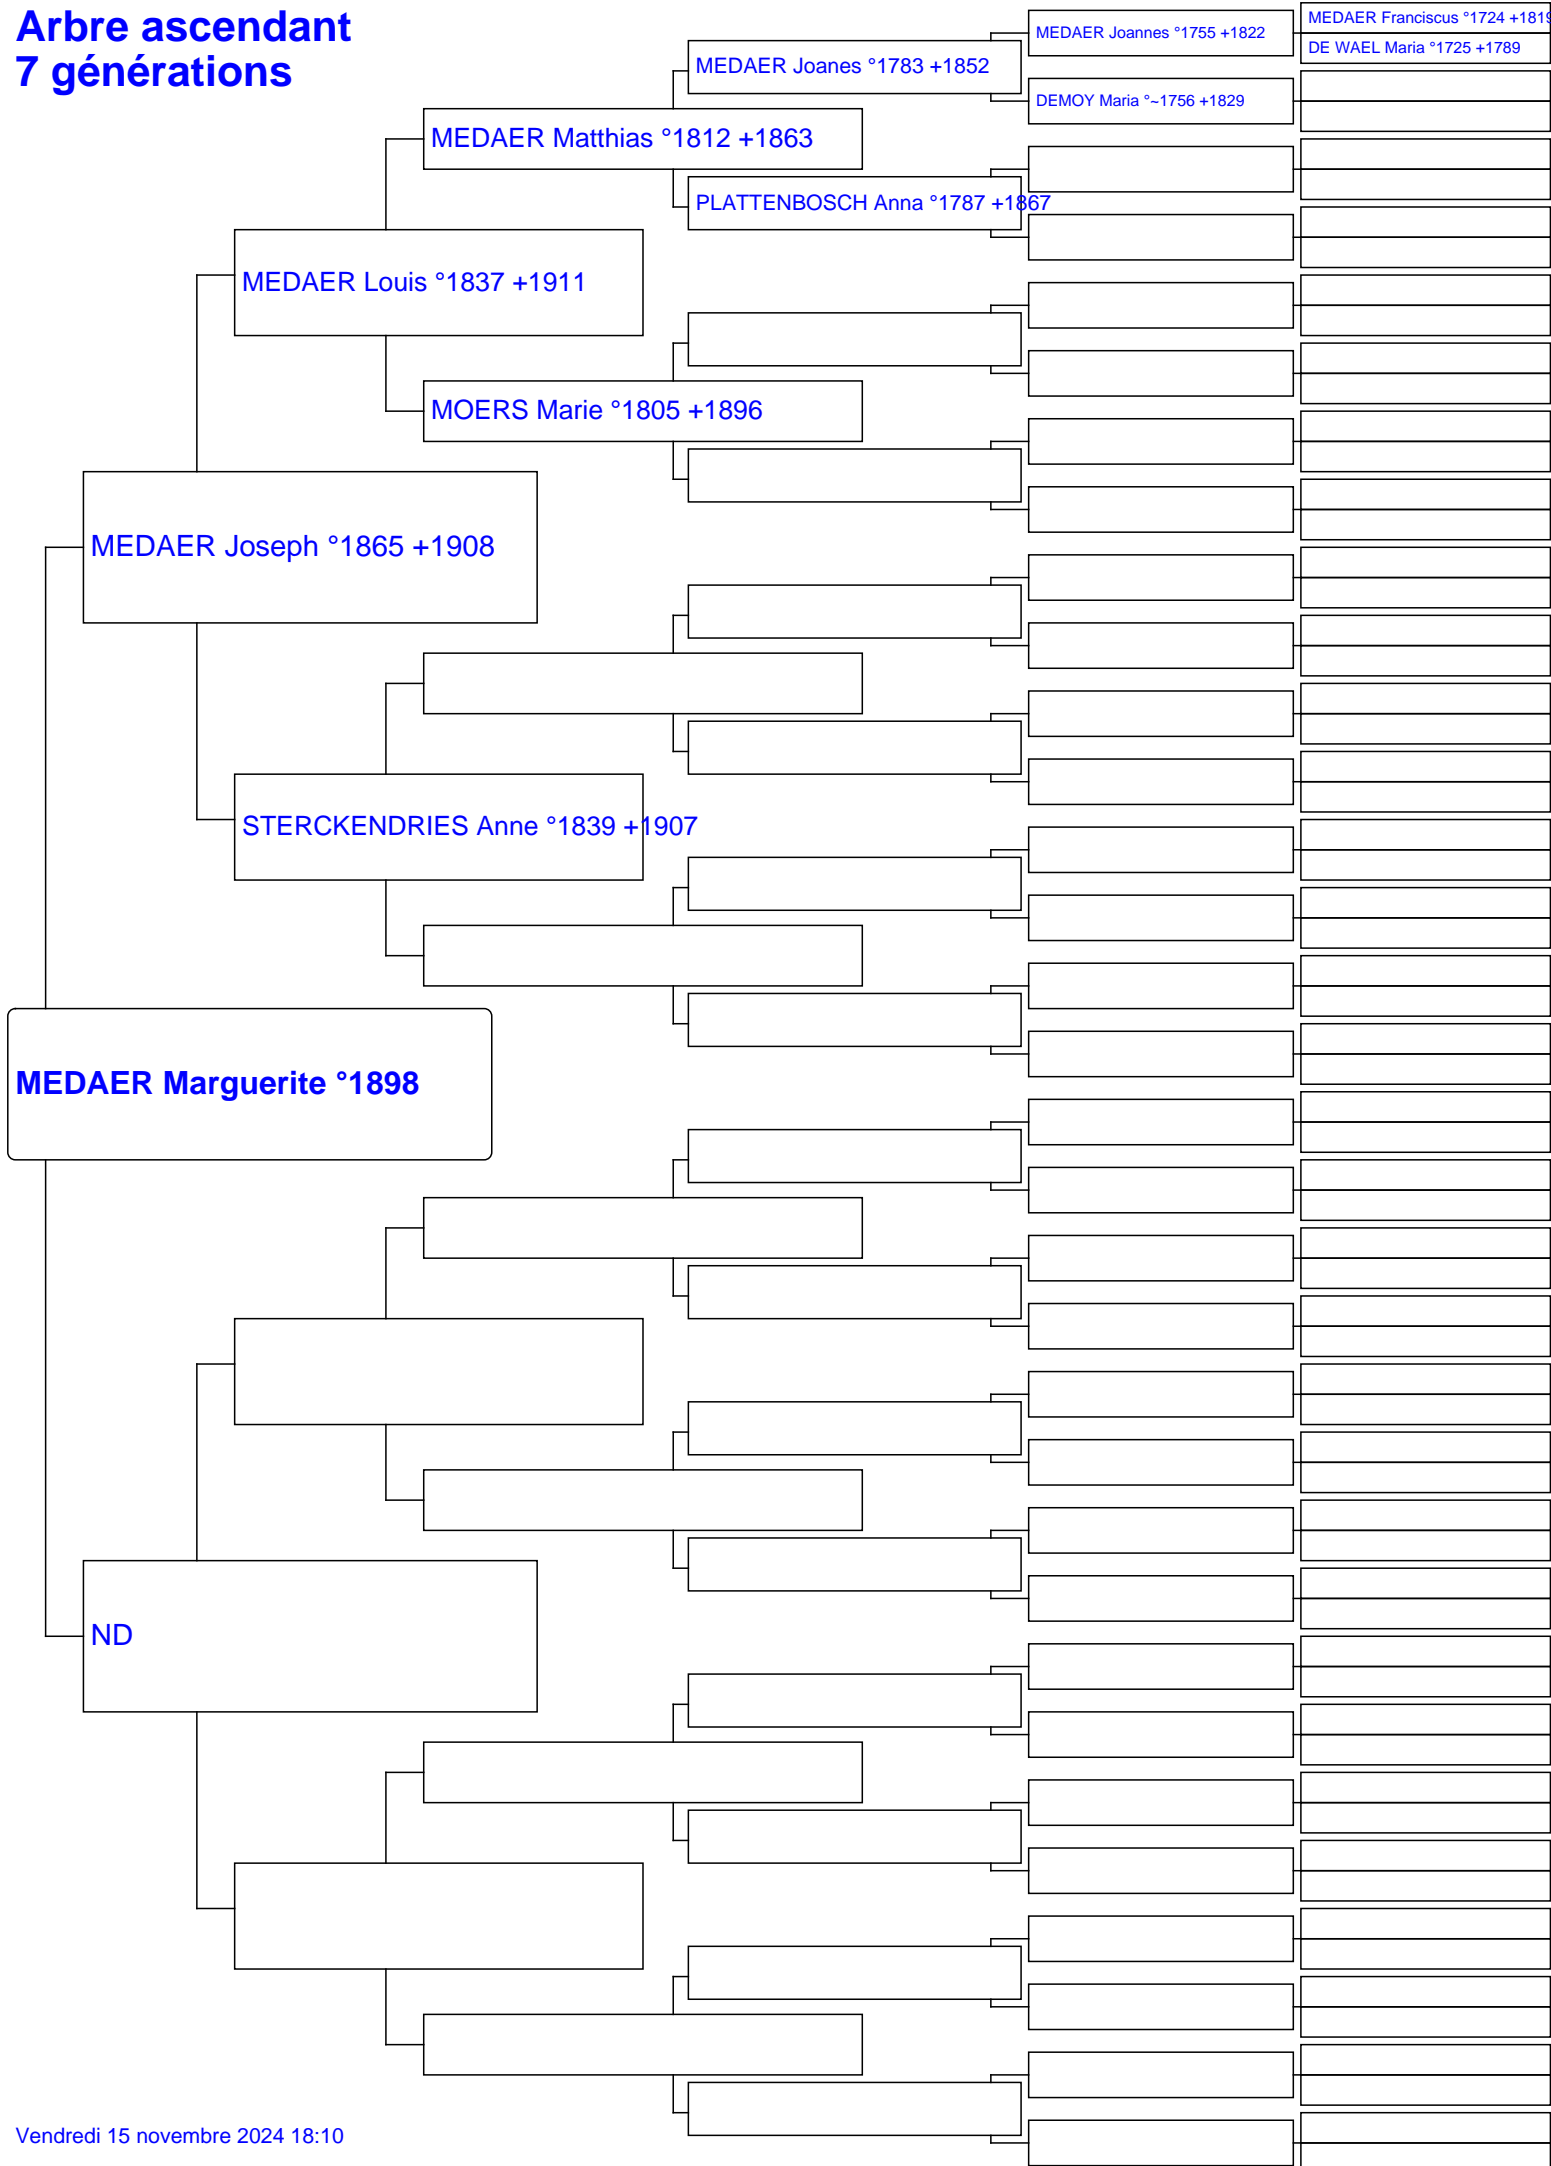 Arbre ascendant
7 générations
MEDAER Joannes °1755 +1822
MEDAER Franciscus °1724 +1819
DE WAEL Maria °1725 +1789
MEDAER Joanes °1783 +1852
DEMOY Maria °~1756 +1829
MEDAER Matthias °1812 +1863
PLATTENBOSCH Anna °1787 +1867
MEDAER Louis °1837 +1911
MOERS Marie °1805 +1896
MEDAER Joseph °1865 +1908
STERCKENDRIES Anne °1839 +1907
MEDAER Marguerite °1898
ND
Vendredi 15 novembre 2024 18:10